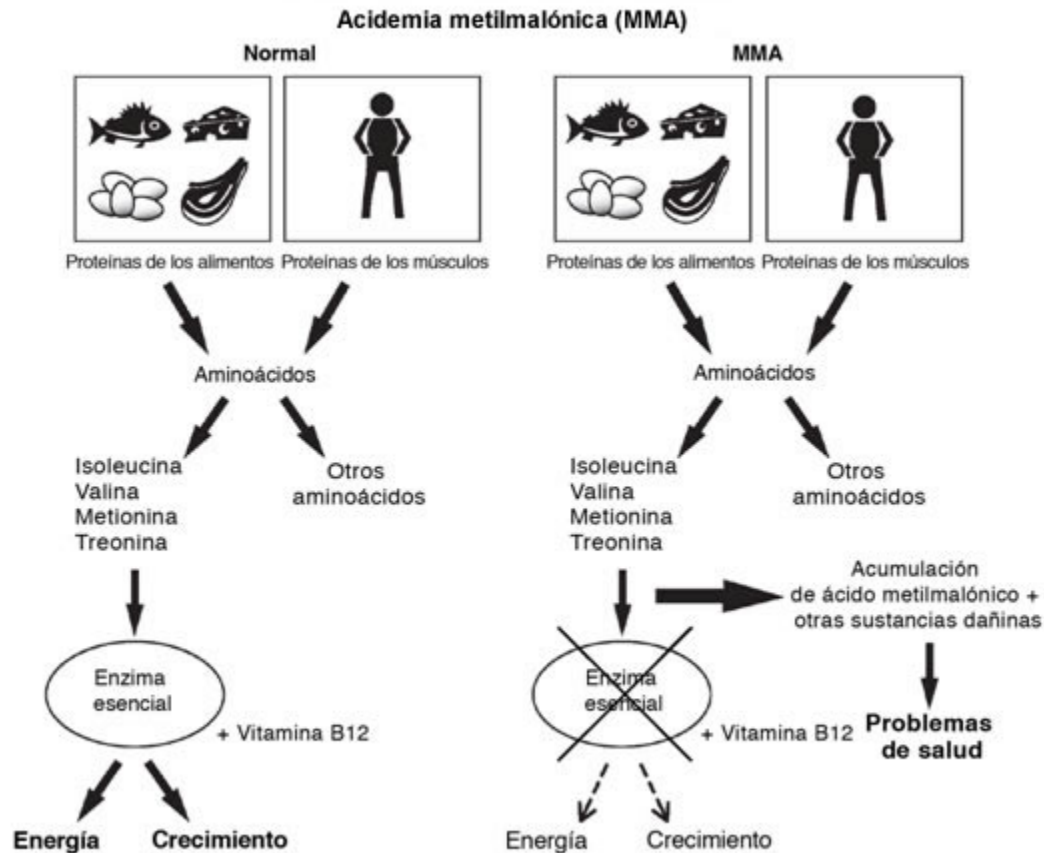 Acidemia metilmalónica (MMA)
Normal
Proteínas de los alimentos
Proteínas de los músculos
Aminoácidos
Isoleucina
Valina
Metionina
Treonina
Otros
aminoácidos
Enzima
esencial
+ Vitamina B12
Energía
Crecimiento
MMA
Proteínas de los alimentos
Proteínas de los músculos
Aminoácidos
Isoleucina
Valina
Metionina
Treonina
Otros
aminoácidos
Acumulación
de ácido metilmalónico +
otras sustancias dañinas
Enzima
esencial
+ Vitamina B12
Problemas
de salud
Energía
Crecimiento